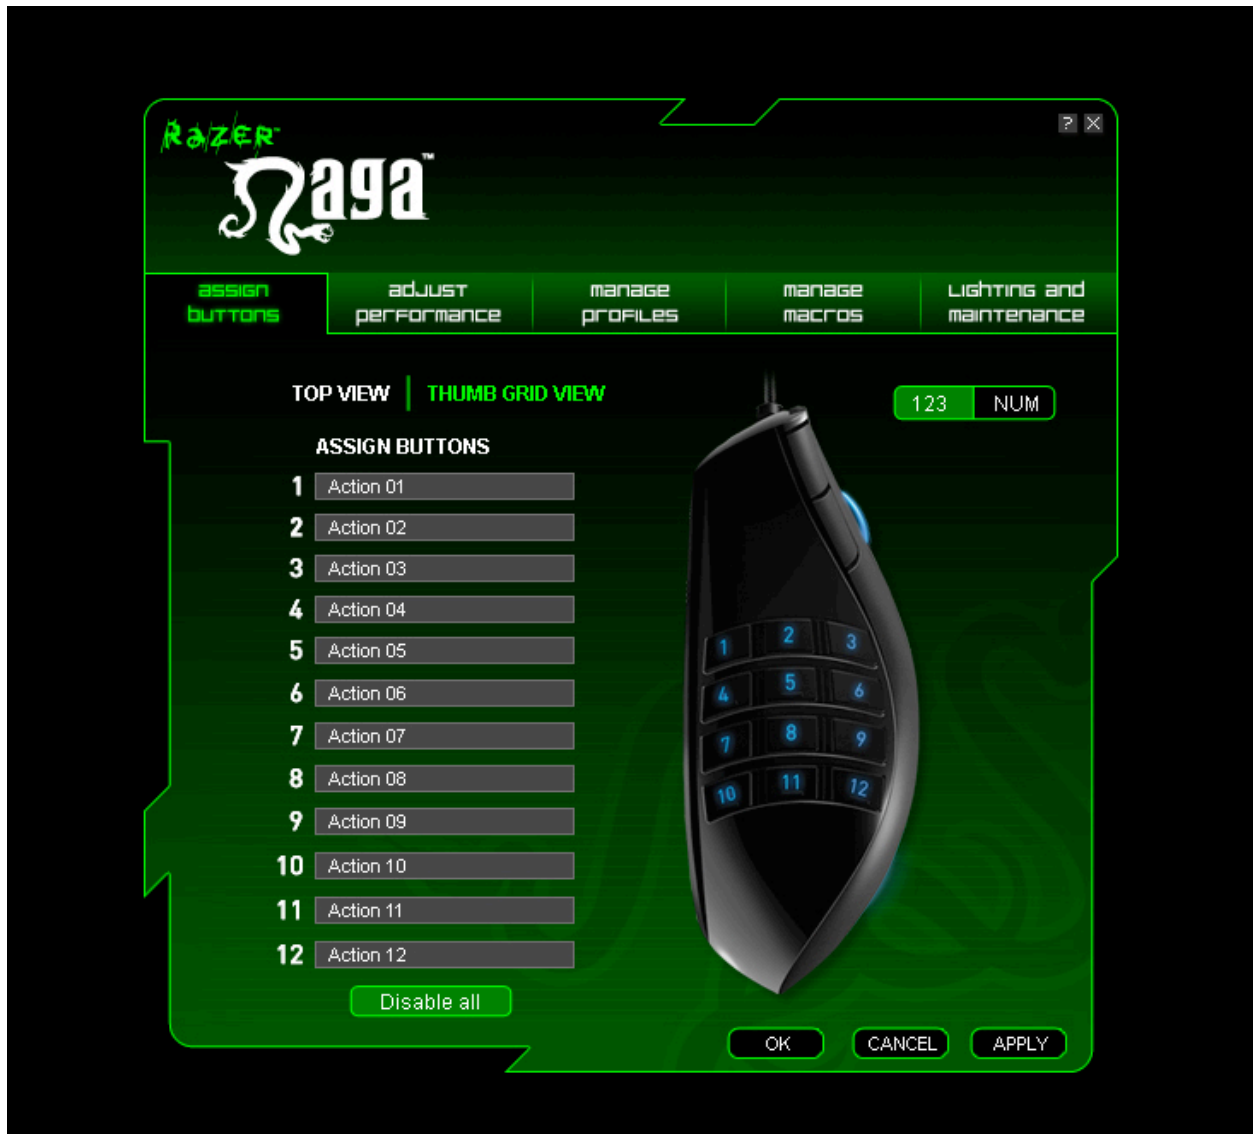 RAZER™
Naga™
? X
assign buttons
adjust performance
manage profiles
manage macros
Lighting and maintenance
TOP VIEW | THUMB GRID VIEW
123 NUM
ASSIGN BUTTONS
1 Action 01
2 Action 02
3 Action 03
4 Action 04
5 Action 05
6 Action 06
7 Action 07
8 Action 08
9 Action 09
10 Action 10
11 Action 11
12 Action 12
Disable all
1 2 3
4 5 6
7 8 9
10 11 12
OK CANCEL APPLY